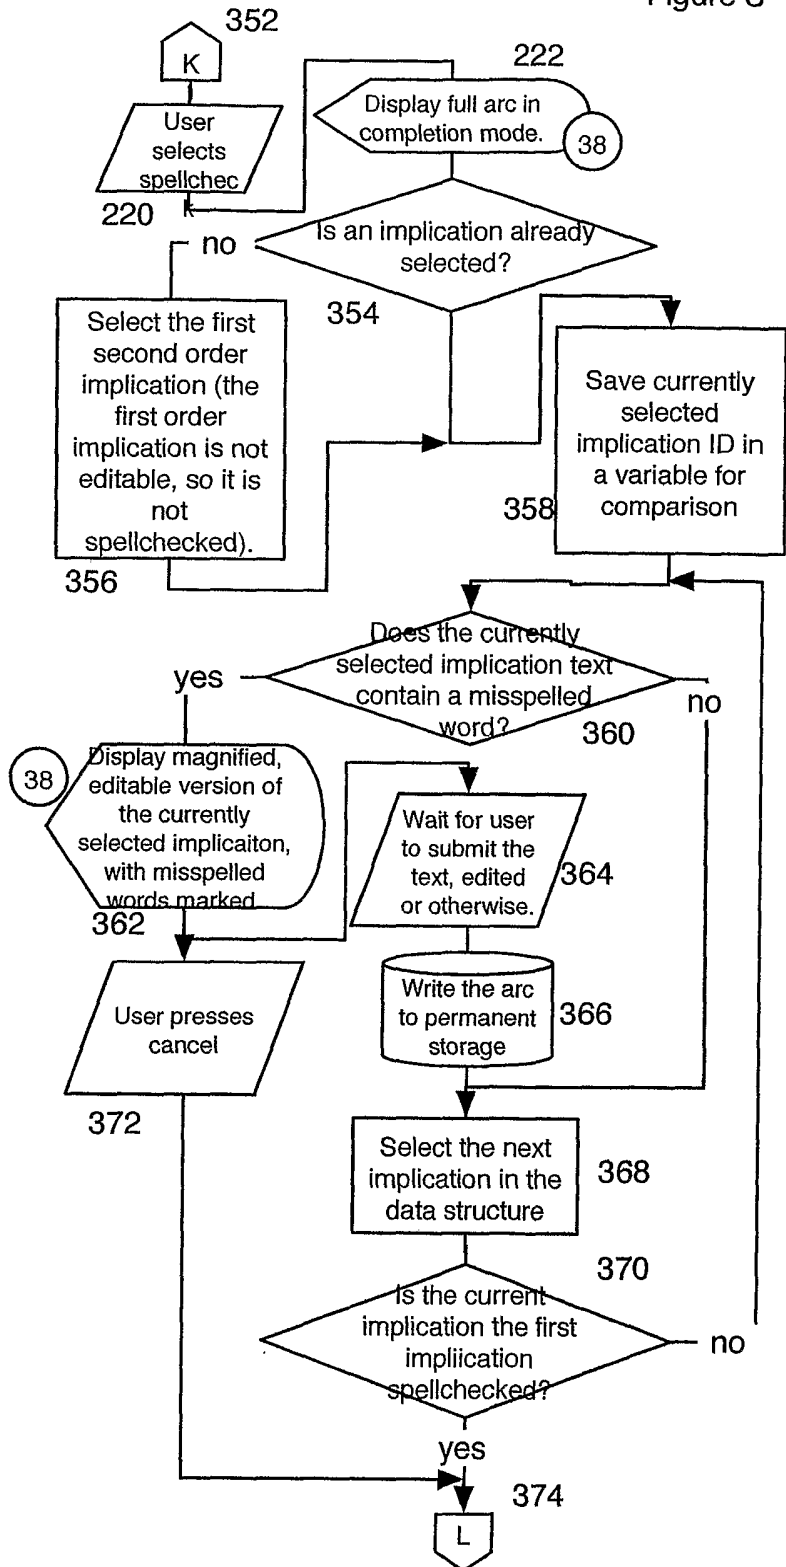 Figure 8
352
K
222
User
selects
spellchec
k
220
Display full arc in
completion mode.
38
Is an implication already
selected?
no
354
Select the first
second order
implication (the
first order
implication is not
editable, so it is
not
spellchecked).
356
Save currently
selected
implication ID in
a variable for
comparison
358
Does the currently
selected implication text
contain a misspelled
word?
yes
no
360
38
Display magnified,
editable version of
the currently
selected implicaiton,
with misspelled
words marked
362
Wait for user
to submit the
text, edited
or otherwise.
364
User presses
cancel
372
Write the arc
to permanent
storage
366
Select the next
implication in the
data structure
368
370
Is the current
implication the first
impliication
spellchecked?
no
yes
374
L